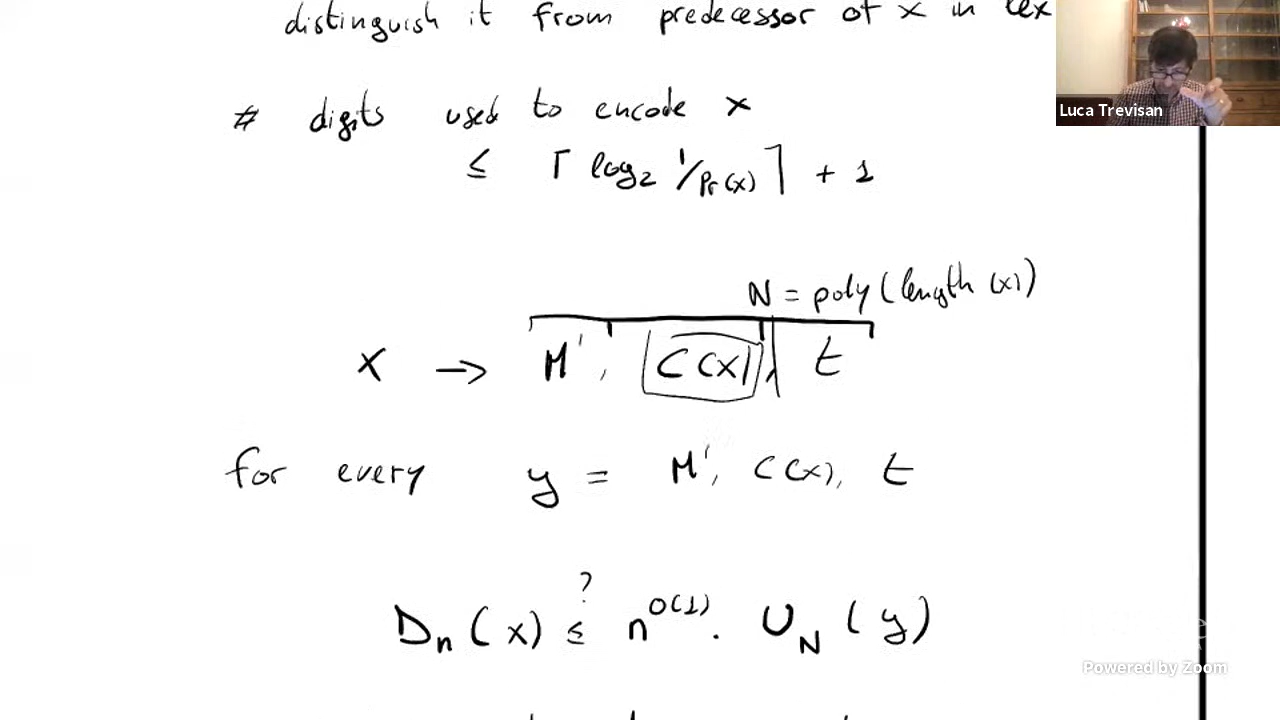 distinguish it from predecessor of x in lex
Luca Trevisan
# digits used to encode x
≤ ⌈ log₂ 1/Pr(x) ⌉ + 1
N = poly(length(x))
x → M', C(x), t
for every y = M', C(x), t
?
Dₙ(x) ≤ n^O(1) · U_N(y)
Powered by Zoom